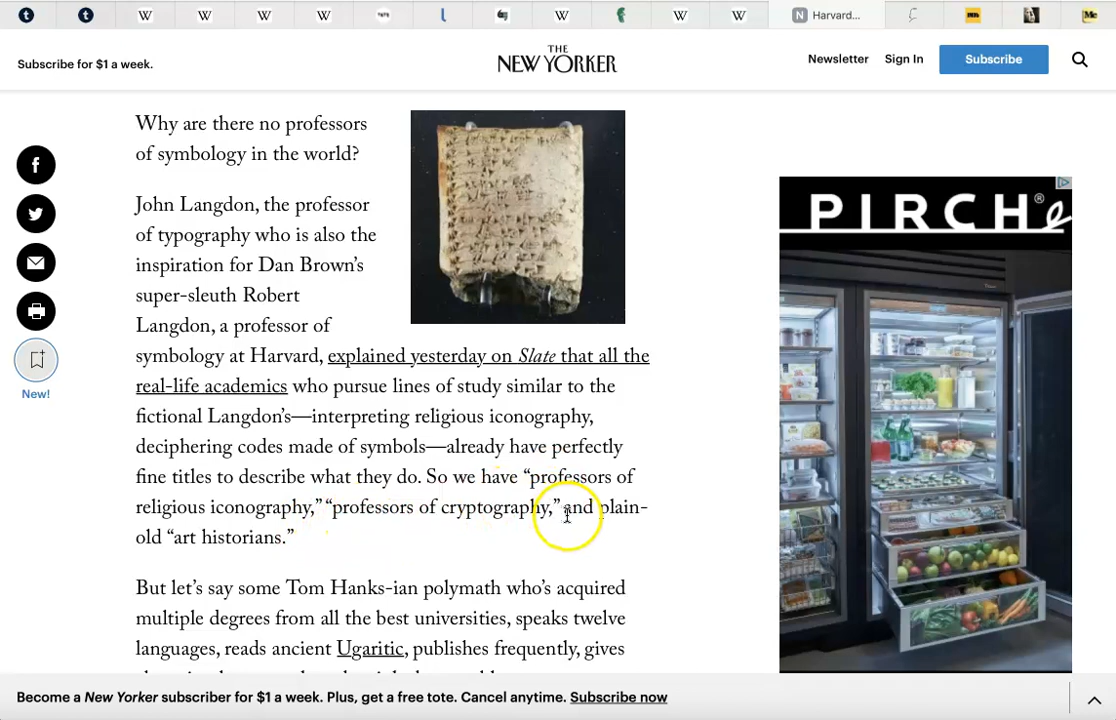 Harvard...
Subscribe for $1 a week.
THE
NEW YORKER
Newsletter
Sign In
Subscribe
Why are there no professors
of symbology in the world?
John Langdon, the professor
of typography who is also the
inspiration for Dan Brown’s
super-sleuth Robert
Langdon, a professor of
symbology at Harvard, explained yesterday on Slate that all the
real-life academics who pursue lines of study similar to the
fictional Langdon’s—interpreting religious iconography,
deciphering codes made of symbols—already have perfectly
fine titles to describe what they do. So we have “professors of
religious iconography,” “professors of cryptography,” and plain-
old “art historians.”
But let’s say some Tom Hanks-ian polymath who’s acquired
multiple degrees from all the best universities, speaks twelve
languages, reads ancient Ugaritic, publishes frequently, gives
New!
PIRCH®
Become a New Yorker subscriber for $1 a week. Plus, get a free tote. Cancel anytime. Subscribe now